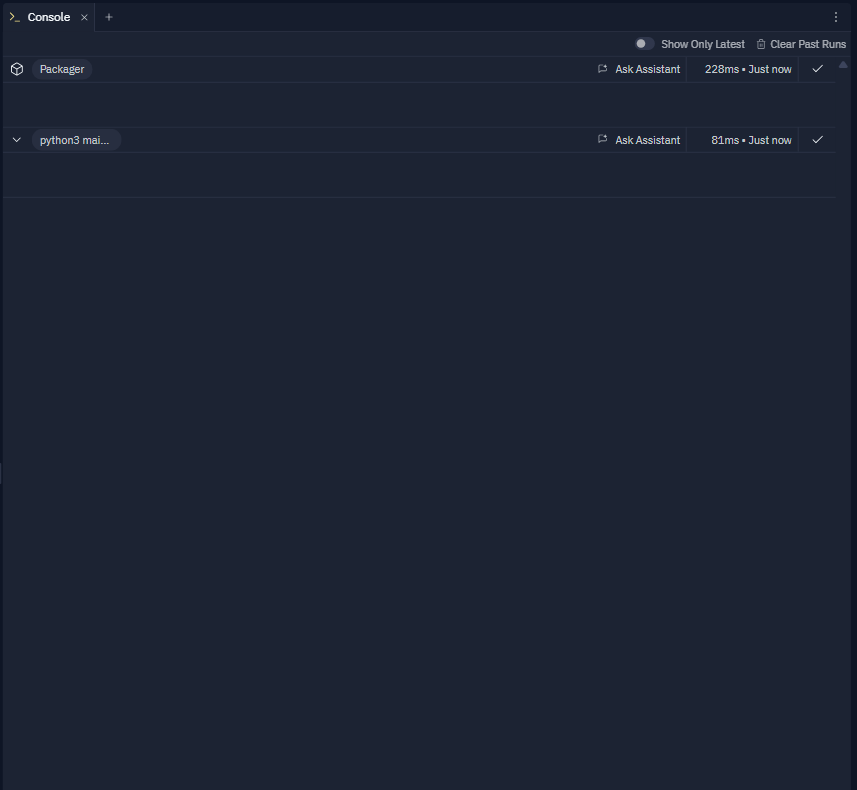 Console
Show Only Latest Clear Past Runs
Packager Ask Assistant 228ms • Just now
python3 mai... Ask Assistant 81ms • Just now